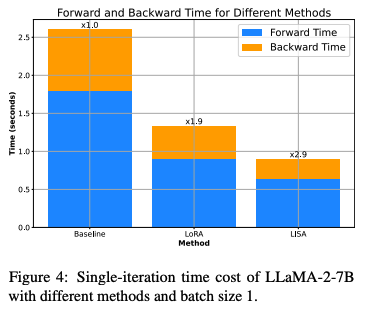 Forward and Backward Time for Different Methods
Forward Time
Backward Time
x1.0
x1.9
x2.9
2.5
2.0
1.5
1.0
0.5
0.0
Time (seconds)
Baseline
LoRA
LISA
Method
Figure 4: Single-iteration time cost of LLaMA-2-7B
with different methods and batch size 1.